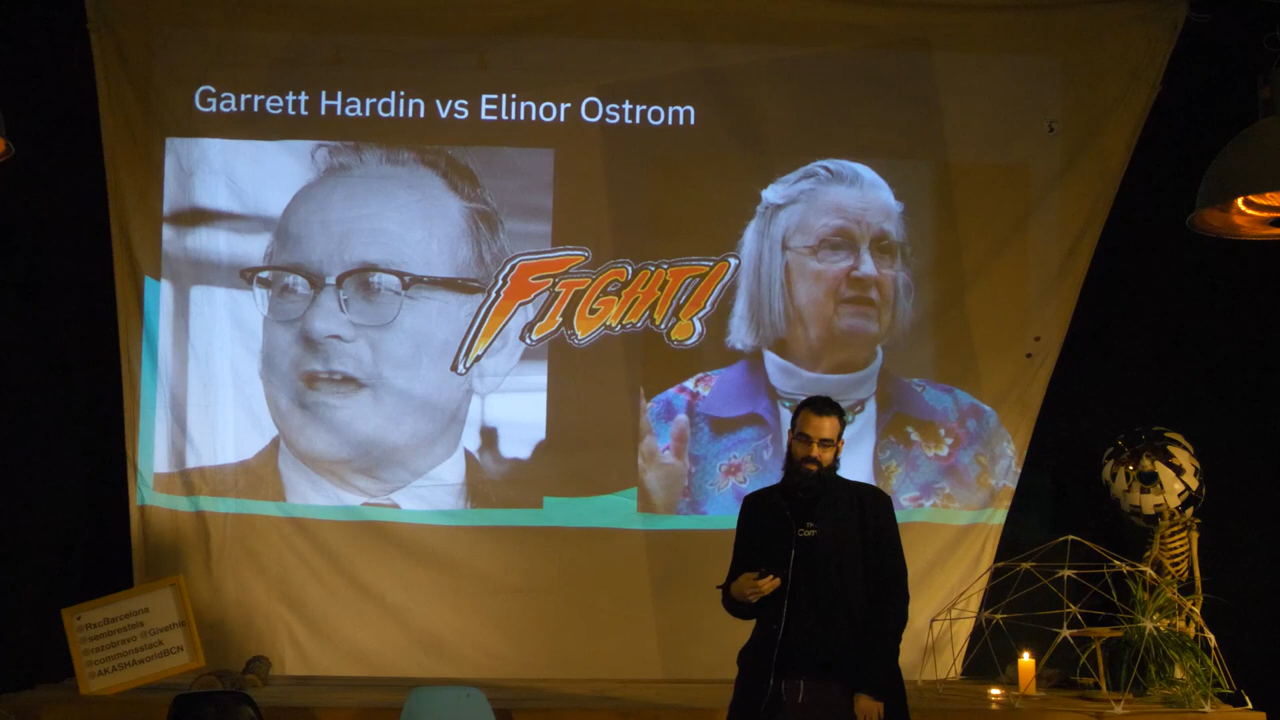 Garrett Hardin vs Elinor Ostrom
FIGHT!
@RxcBarcelona
@sembrestels
@razobravo @Givethio
@commonsstack
@AKASHAworldBCN